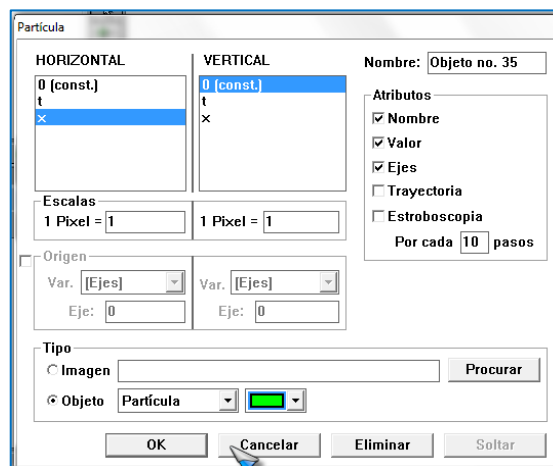 Partícula
HORIZONTAL VERTICAL
0 (const.) 0 (const.)
t t
x x
Nombre: Objeto no. 35
Atributos
Nombre
Valor
Ejes
Trayectoria
Estroboscopia
Por cada 10 pasos
Escalas
1 Pixel = 1 1 Pixel = 1
Origen
Var. [Ejes] Var. [Ejes]
Eje: 0 Eje: 0
Tipo
Imagen Procurar
Objeto Partícula
OK Cancelar Eliminar Soltar